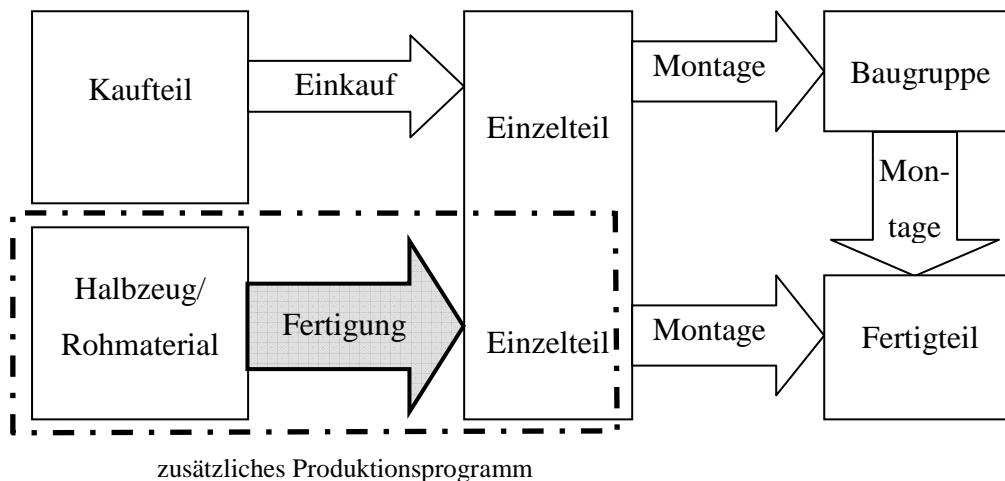 Kaufteil
Einkauf
Einzelteil
Montage
Baugruppe
Mon-
tage
Halbzeug/
Rohmaterial
Fertigung
Einzelteil
Montage
Fertigteil
zusätzliches Produktionsprogramm